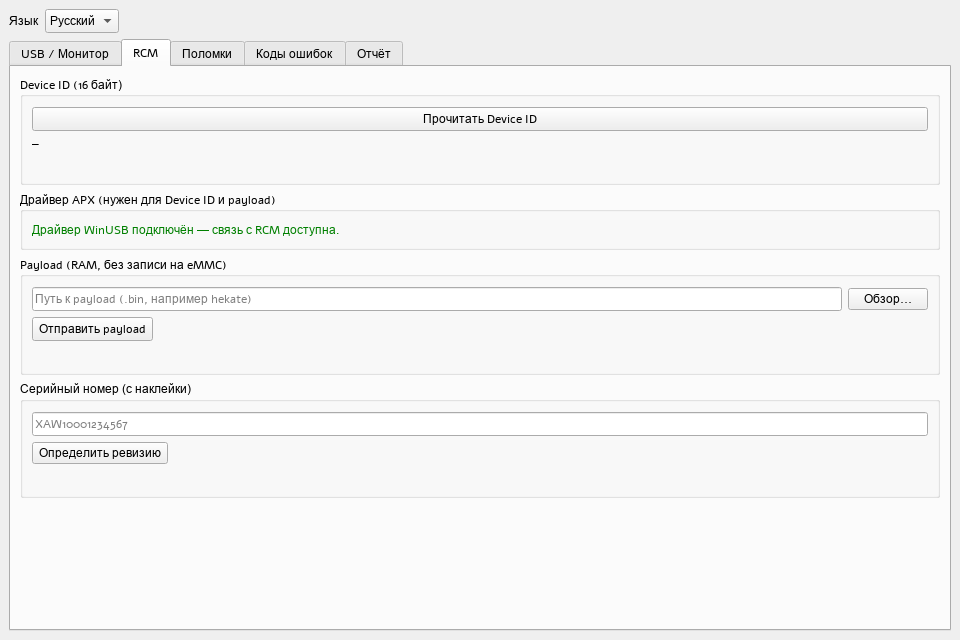 Язык Русский
USB / Монитор RCM Поломки Коды ошибок Отчёт
Device ID (16 байт)
Прочитать Device ID
–
Драйвер APX (нужен для Device ID и payload)
Драйвер WinUSB подключён — связь с RCM доступна.
Payload (RAM, без записи на eMMC)
Путь к payload (.bin, например hekate) Обзор...
Отправить payload
Серийный номер (с наклейки)
XAW10001234567
Определить ревизию